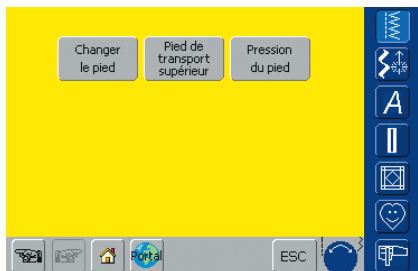 Changer
le pied
Pied de
transport
supérieur
Pression
du pied
A
Portal
ESC